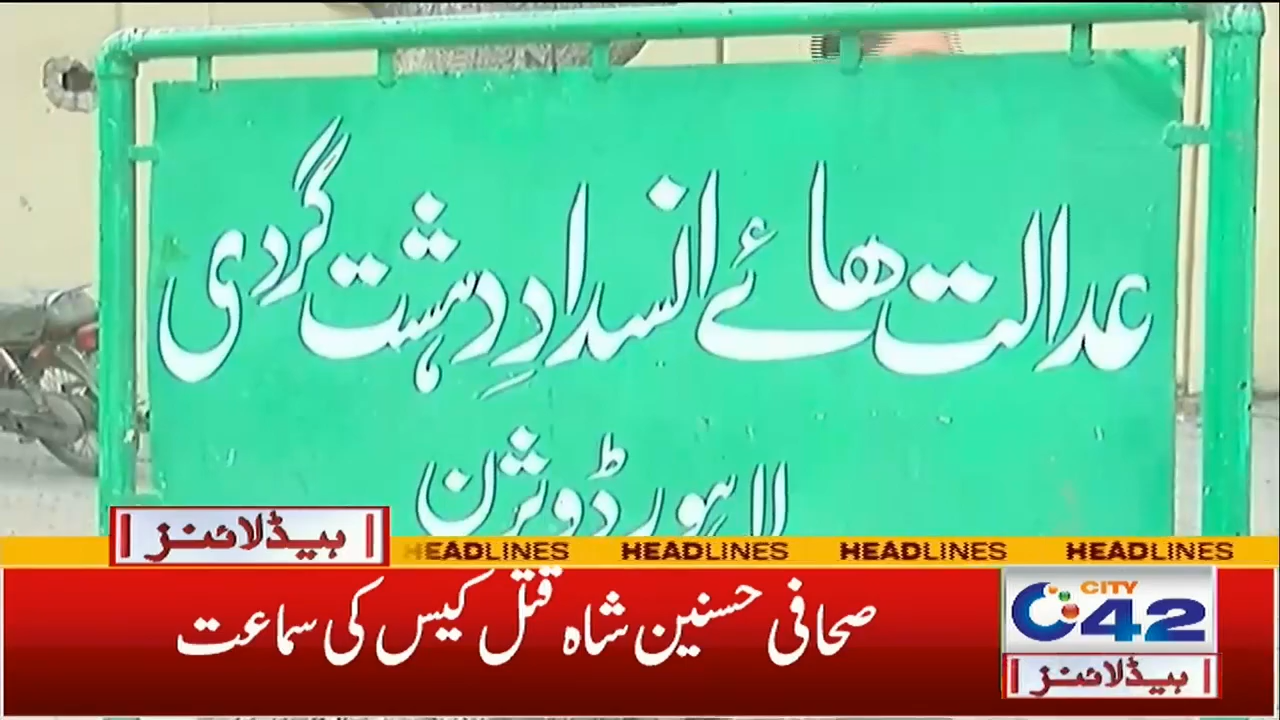 عدالت ھائے انسدادِ دہشت گردی
لاہور ڈویژن
ہیڈلائنز
HEADLINES HEADLINES HEADLINES HEADLINES
صحافی حسنین شاہ قتل کیس کی سماعت
CITY
42
ہیڈلائنز